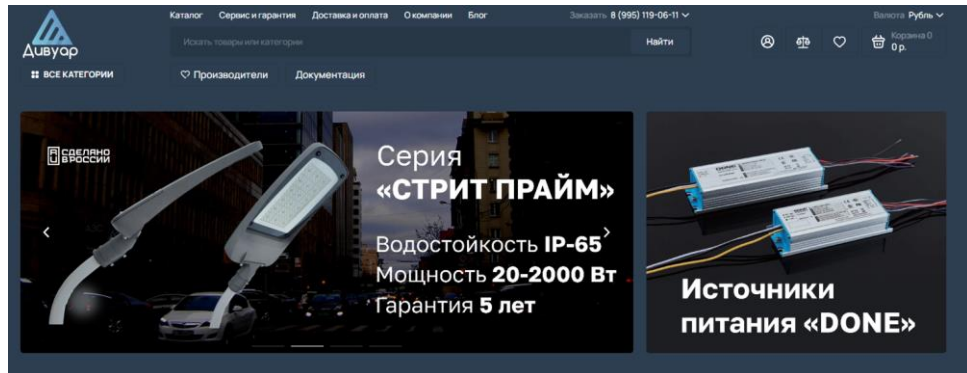 Каталог Сервис и гарантия Доставка и оплата О компании Блог Заказать 8 (995) 119-06-11 Валюта Рубль
Дивуар
Искать товары или категории Найти
Корзина 0
0 р.
ВСЕ КАТЕГОРИИ Производители Документация
СДЕЛАНО
В РОССИИ
Серия
«СТРИТ ПРАЙМ»
Водостойкость IP-65
Мощность 20-2000 Вт
Гарантия 5 лет
Источники
питания «DONE»